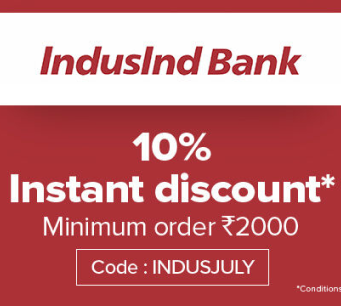 IndusInd Bank
10%
Instant discount*
Minimum order ₹2000
Code : INDUSJULY
*Conditions